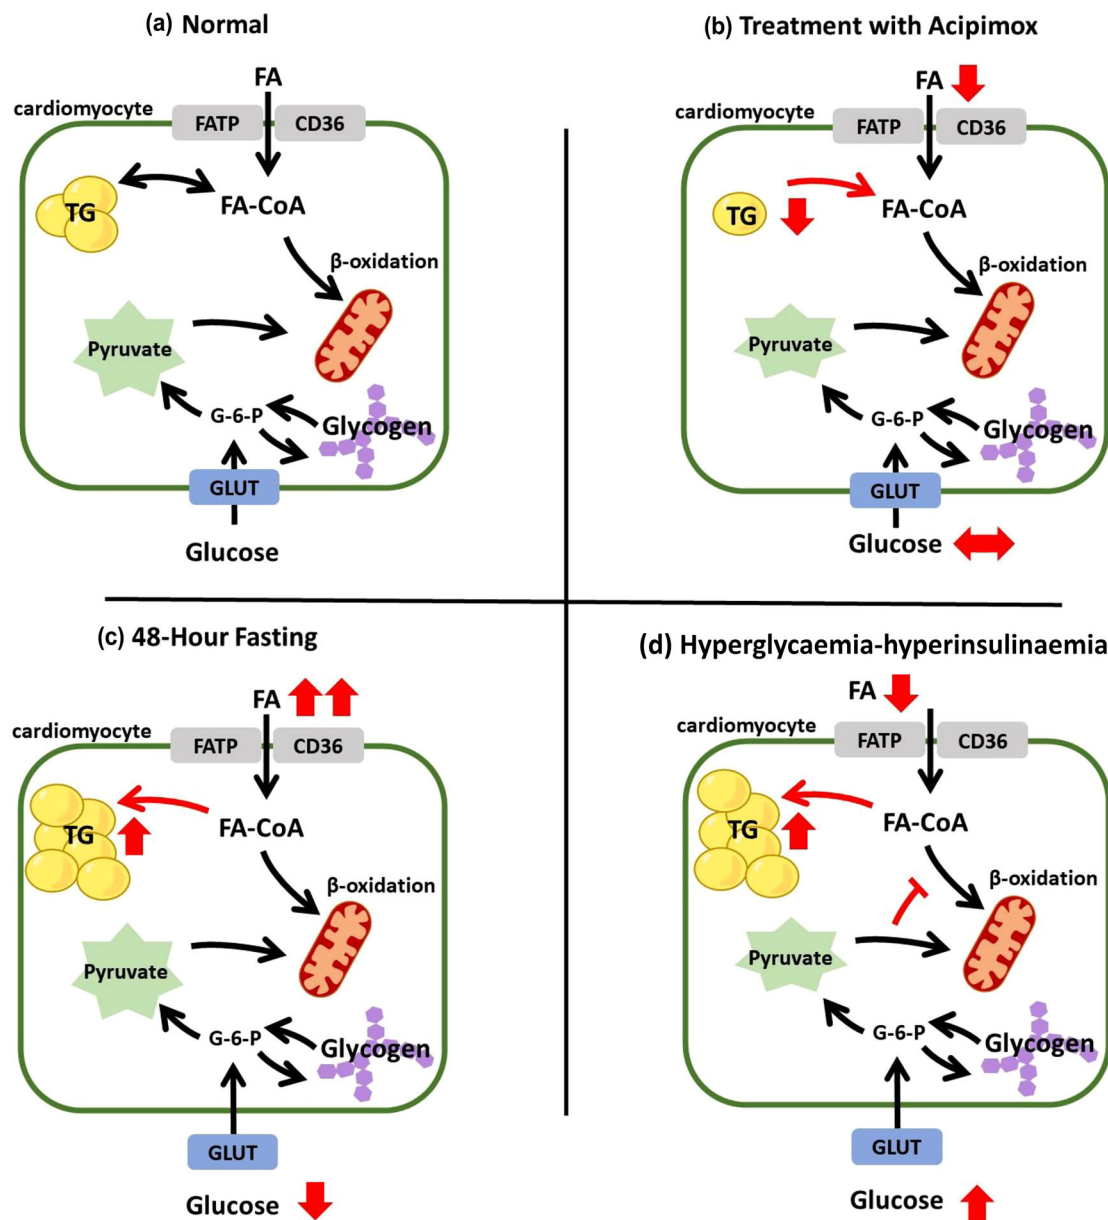 (a) Normal
FA
cardiomyocyte
FATP
CD36
TG
FA-CoA
β-oxidation
Pyruvate
G-6-P
Glycogen
GLUT
Glucose
(b) Treatment with Acipimox
FA
cardiomyocyte
FATP
CD36
TG
FA-CoA
β-oxidation
Pyruvate
G-6-P
Glycogen
GLUT
Glucose
(c) 48-Hour Fasting
FA
cardiomyocyte
FATP
CD36
TG
FA-CoA
β-oxidation
Pyruvate
G-6-P
Glycogen
GLUT
Glucose
(d) Hyperglycaemia-hyperinsulinaemia
FA
cardiomyocyte
FATP
CD36
TG
FA-CoA
β-oxidation
Pyruvate
G-6-P
Glycogen
GLUT
Glucose